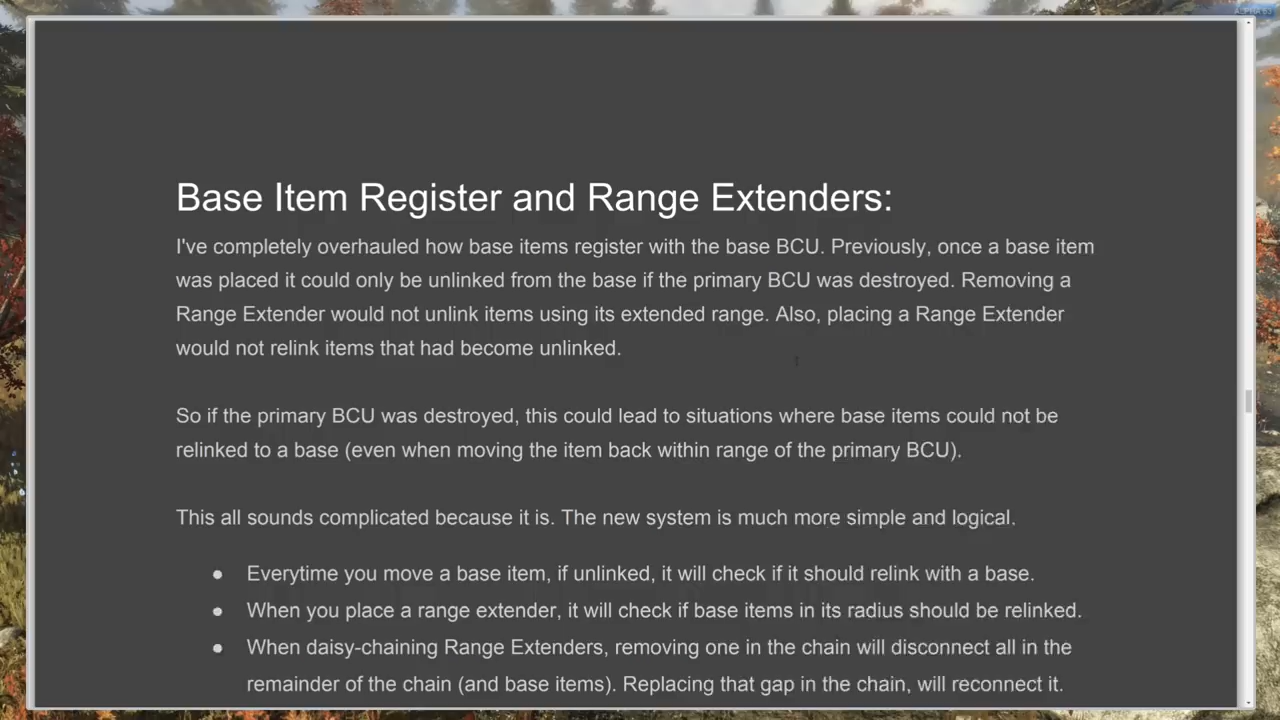 Base Item Register and Range Extenders:
I've completely overhauled how base items register with the base BCU. Previously, once a base item
was placed it could only be unlinked from the base if the primary BCU was destroyed. Removing a
Range Extender would not unlink items using its extended range. Also, placing a Range Extender
would not relink items that had become unlinked.
So if the primary BCU was destroyed, this could lead to situations where base items could not be
relinked to a base (even when moving the item back within range of the primary BCU).
This all sounds complicated because it is. The new system is much more simple and logical.
● Everytime you move a base item, if unlinked, it will check if it should relink with a base.
● When you place a range extender, it will check if base items in its radius should be relinked.
● When daisy-chaining Range Extenders, removing one in the chain will disconnect all in the
remainder of the chain (and base items). Replacing that gap in the chain, will reconnect it.